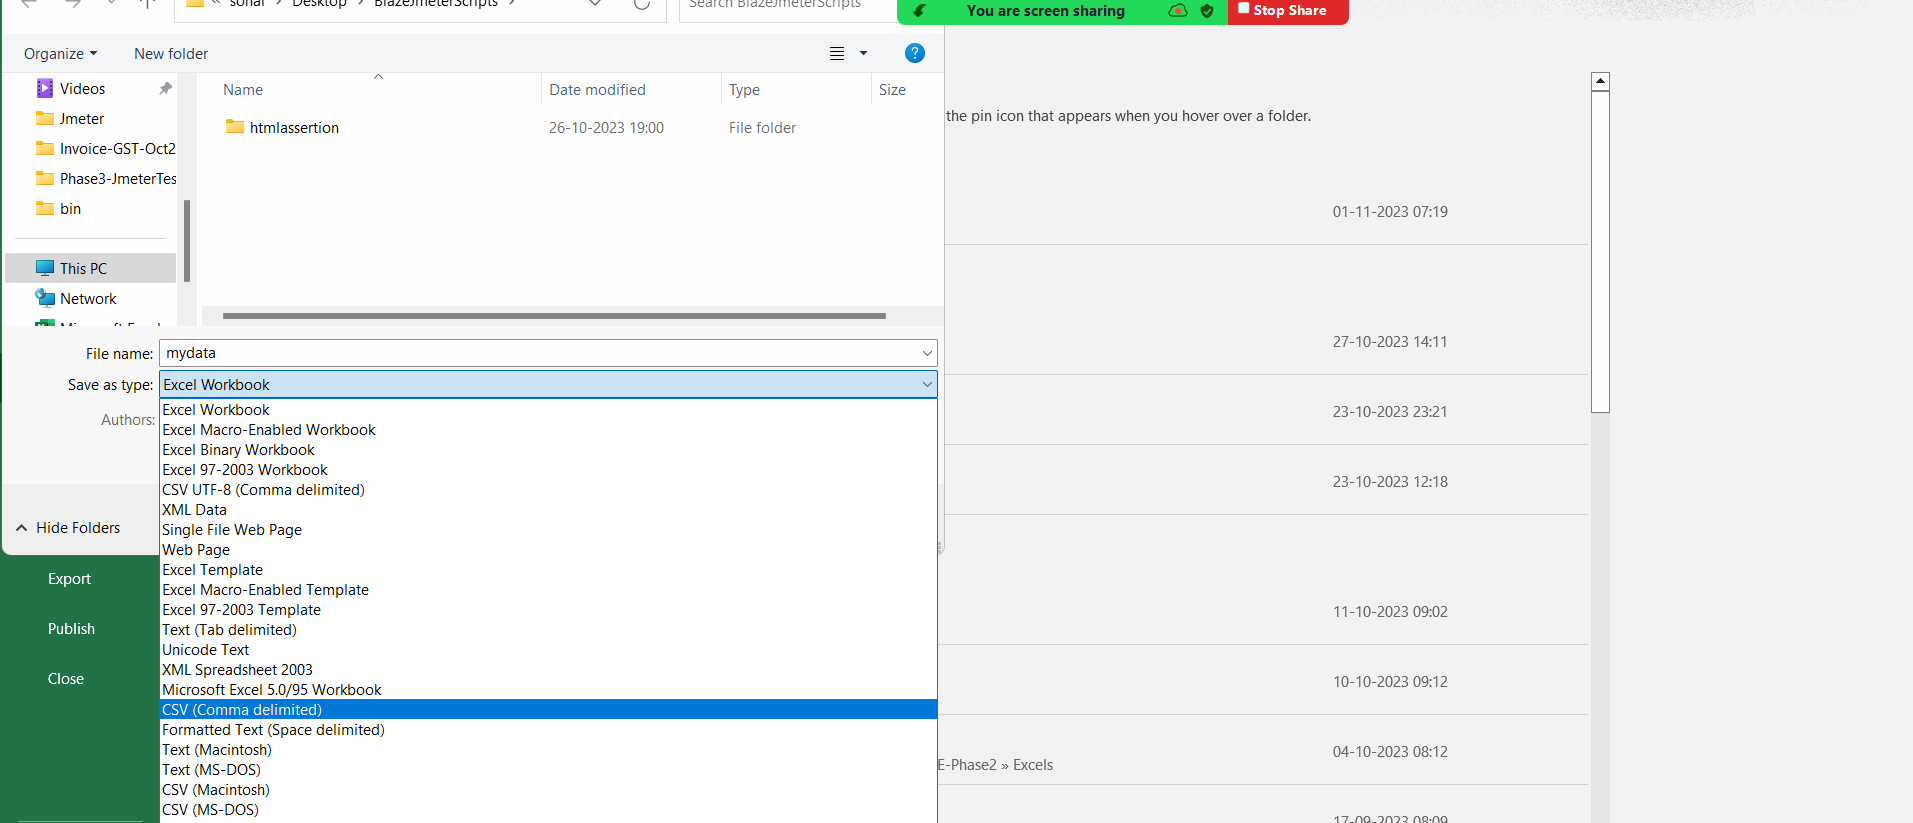 sonal > Desktop > BlazeJmeterScripts >
Search BlazeJmeterScripts
You are screen sharing
Stop Share
Organize
New folder
?
Videos
Jmeter
Invoice-GST-Oct2
Phase3-JmeterTes
bin
This PC
Network
Name
Date modified
Type
Size
htmlassertion
26-10-2023 19:00
File folder
File name:
mydata
Save as type:
Excel Workbook
Authors:
Excel Workbook
Excel Macro-Enabled Workbook
Excel Binary Workbook
Excel 97-2003 Workbook
CSV UTF-8 (Comma delimited)
XML Data
Single File Web Page
Web Page
Excel Template
Excel Macro-Enabled Template
Excel 97-2003 Template
Text (Tab delimited)
Unicode Text
XML Spreadsheet 2003
Microsoft Excel 5.0/95 Workbook
CSV (Comma delimited)
Formatted Text (Space delimited)
Text (Macintosh)
Text (MS-DOS)
CSV (Macintosh)
CSV (MS-DOS)
Hide Folders
Export
Publish
Close
the pin icon that appears when you hover over a folder.
01-11-2023 07:19
27-10-2023 14:11
23-10-2023 23:21
23-10-2023 12:18
11-10-2023 09:02
10-10-2023 09:12
04-10-2023 08:12
E-Phase2 » Excels
17-09-2023 08:09